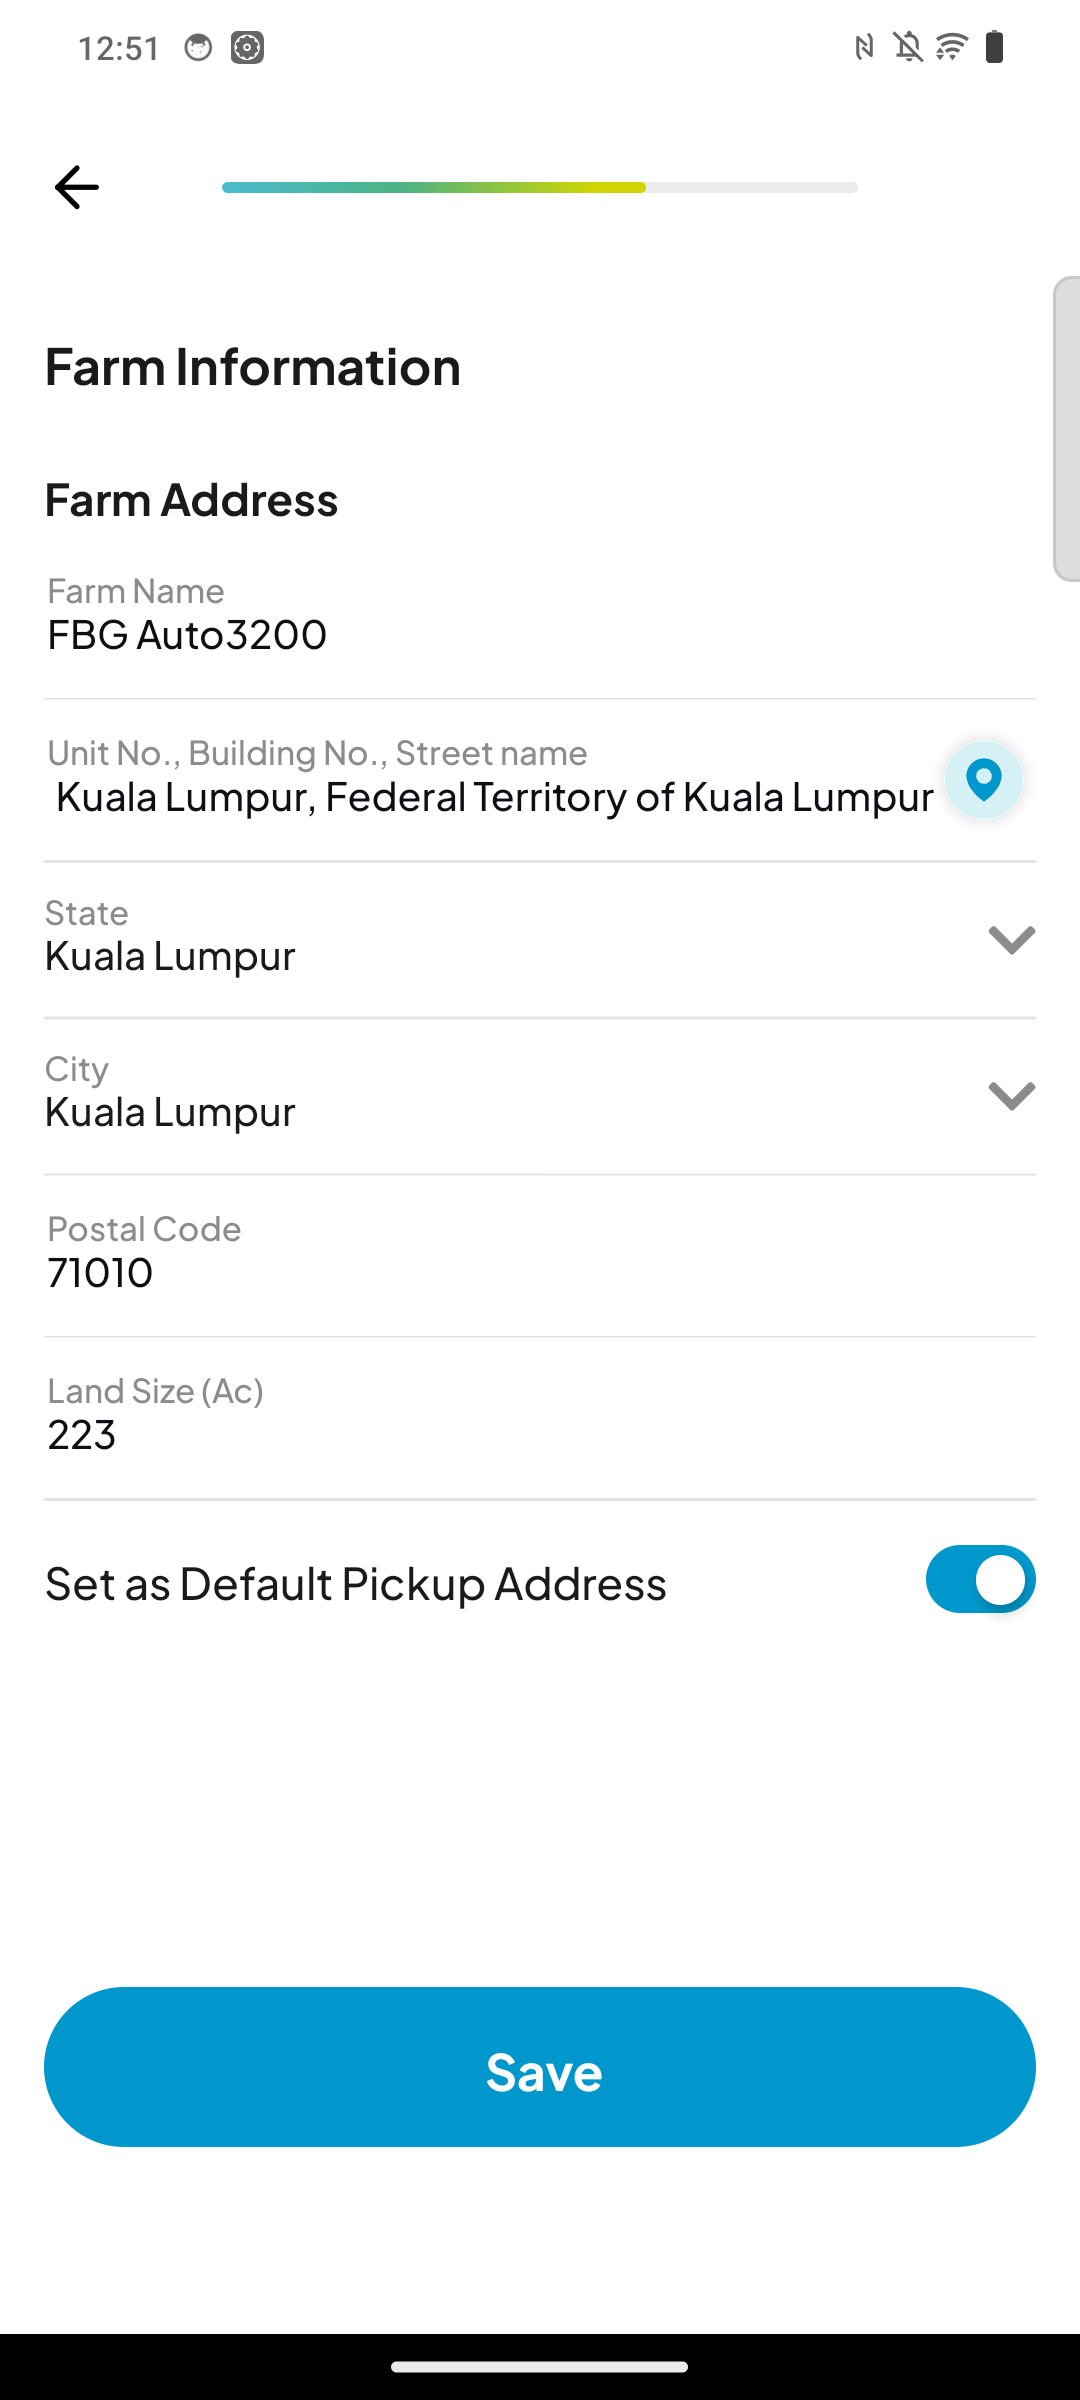 12:51
Farm Information
Farm Address
Farm Name
FBG Auto3200
Unit No., Building No., Street name
Kuala Lumpur, Federal Territory of Kuala Lumpur
State
Kuala Lumpur
City
Kuala Lumpur
Postal Code
71010
Land Size (Ac)
223
Set as Default Pickup Address
Save